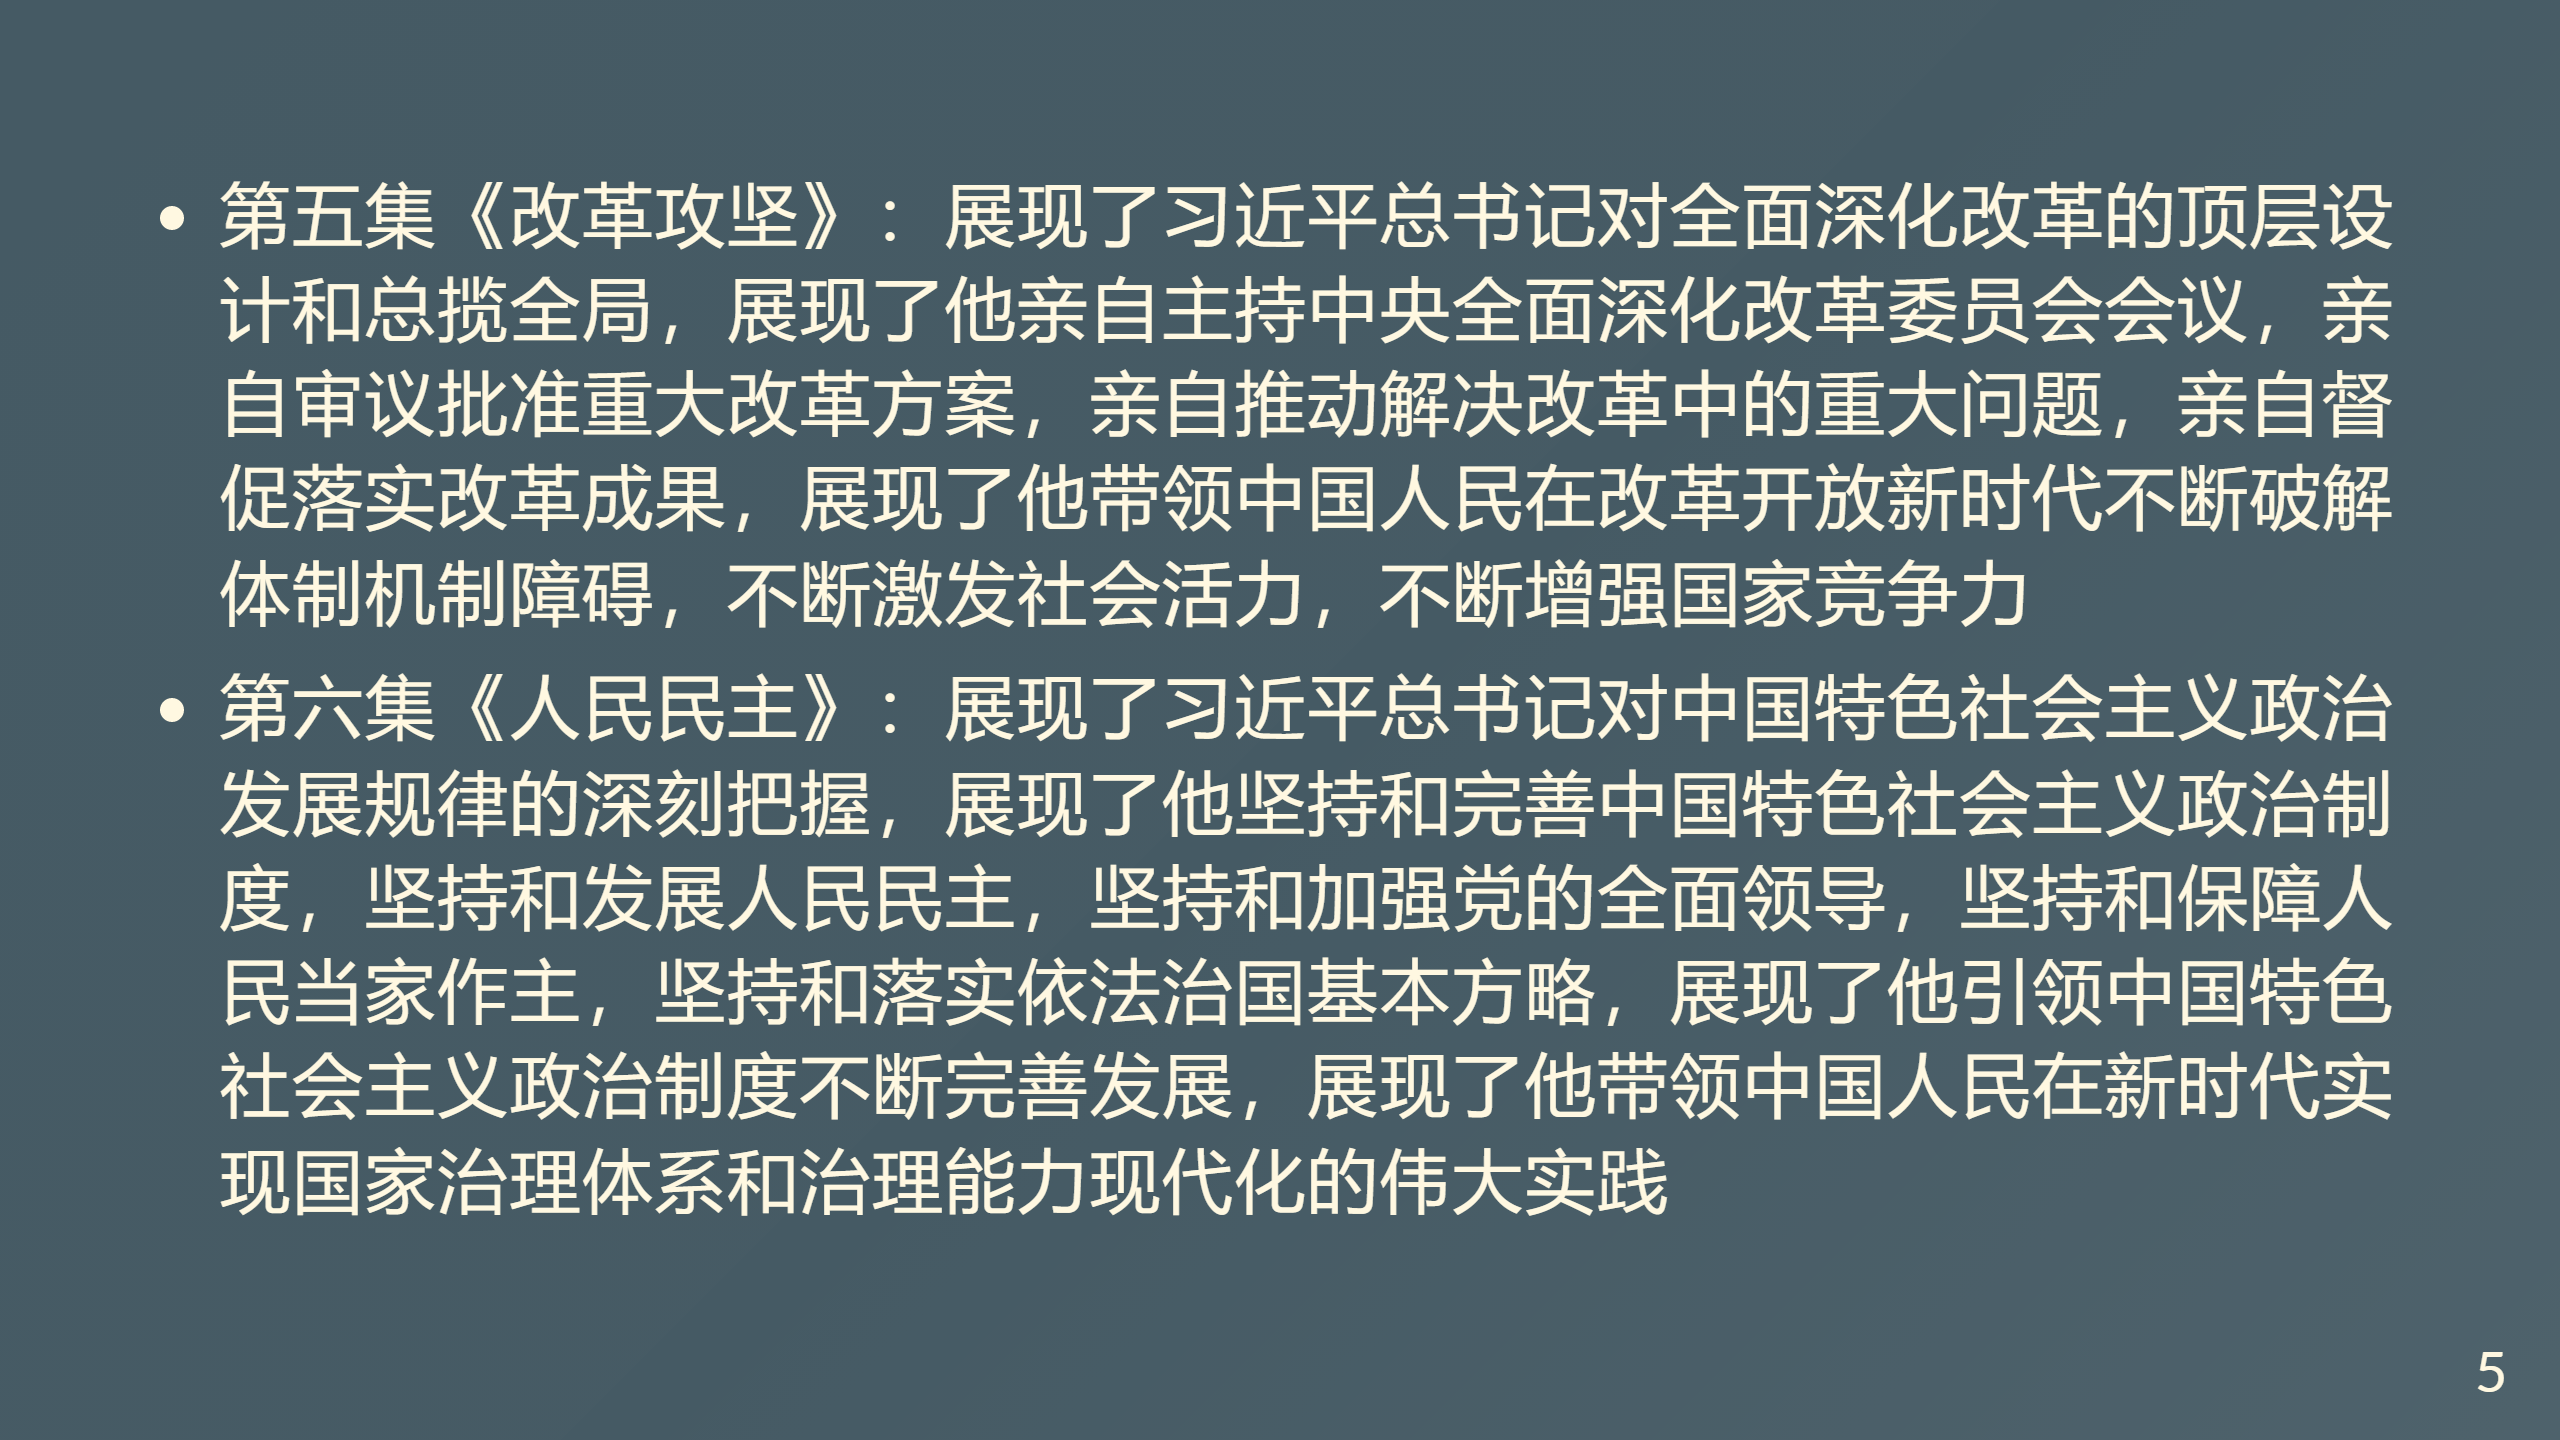 • 第五集《改革攻坚》：展现了习近平总书记对全面深化改革的顶层设
计和总揽全局，展现了他亲自主持中央全面深化改革委员会会议，亲
自审议批准重大改革方案，亲自推动解决改革中的重大问题，亲自督
促落实改革成果，展现了他带领中国人民在改革开放新时代不断破解
体制机制障碍，不断激发社会活力，不断增强国家竞争力
• 第六集《人民民主》：展现了习近平总书记对中国特色社会主义政治
发展规律的深刻把握，展现了他坚持和完善中国特色社会主义政治制
度，坚持和发展人民民主，坚持和加强党的全面领导，坚持和保障人
民当家作主，坚持和落实依法治国基本方略，展现了他引领中国特色
社会主义政治制度不断完善发展，展现了他带领中国人民在新时代实
现国家治理体系和治理能力现代化的伟大实践
5